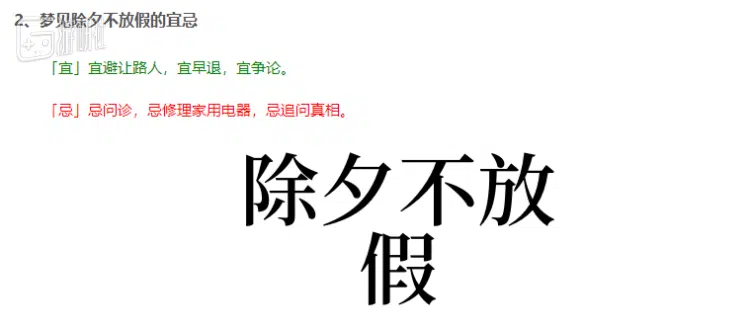 2、梦见除夕不放假的宜忌
「宜」宜避让路人，宜早退，宜争论。
「忌」忌问诊，忌修理家用电器，忌追问真相。
除夕不放
假